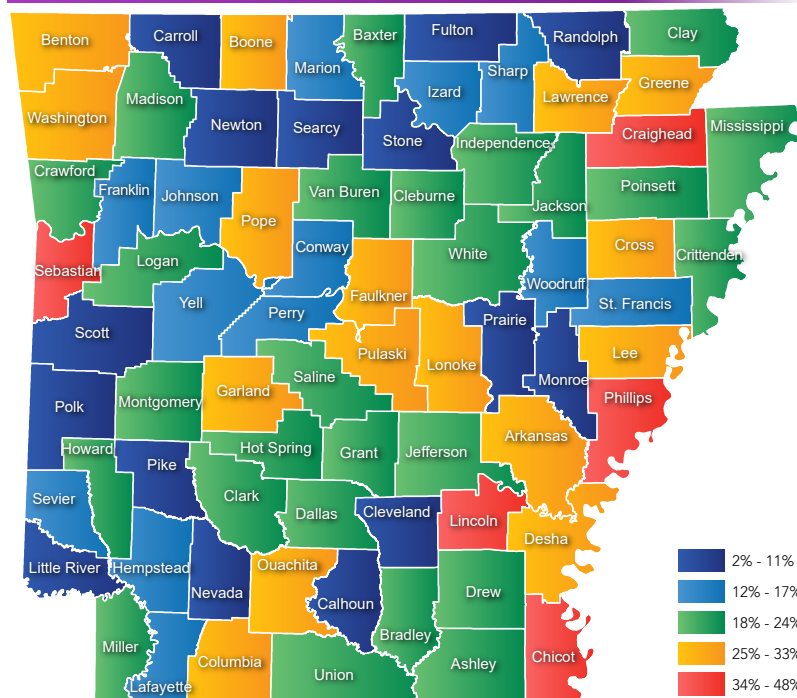 Benton
Carroll
Boone
Marion
Baxter
Fulton
Sharp
Randolph
Clay
Washington
Madison
Newton
Searcy
Stone
Izard
Lawrence
Greene
Independence
Craighead
Mississippi
Crawford
Franklin
Johnson
Pope
Van Buren
Cleburne
Jackson
Poinsett
Sebastian
Logan
Conway
White
Woodruff
Cross
Crittenden
Yell
Perry
Faulkner
Prairie
St. Francis
Scott
Pulaski
Lonoke
Monroe
Lee
Polk
Montgomery
Garland
Saline
Phillips
Howard
Pike
Hot Spring
Grant
Jefferson
Arkansas
Sevier
Clark
Dallas
Cleveland
Lincoln
Desha
Little River
Hempstead
Nevada
Ouachita
Calhoun
Bradley
Drew
Miller
Lafayette
Columbia
Union
Ashley
Chicot
2% - 11%
12% - 17%
18% - 24%
25% - 33%
34% - 48%